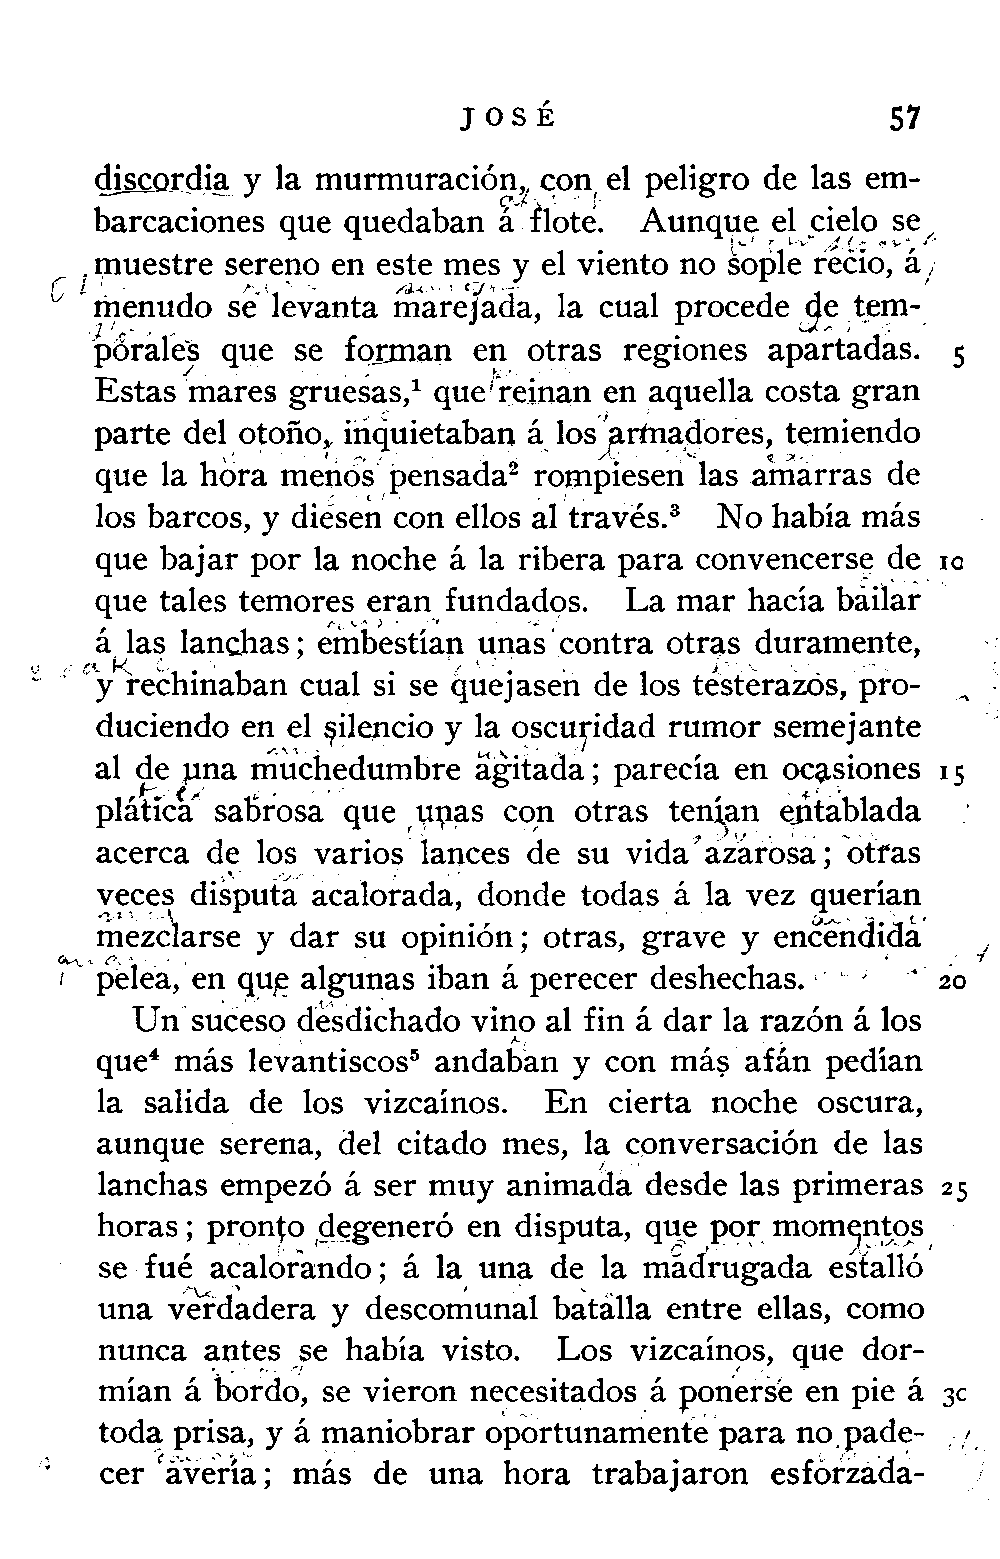 JOSÉ 57
discordia y la murmuración, con el peligro de las em-
barcaciones que quedaban á flote. Aunque el cielo se
muestre sereno en este mes y el viento no sople recio, á
menudo se levanta marejada, la cual procede de tem-
porales que se forman en otras regiones apartadas. 5
Estas mares gruesas,¹ que reinan en aquella costa gran
parte del otoño, inquietaban á los armadores, temiendo
que la hora menos pensada² rompiesen las amarras de
los barcos, y diesen con ellos al través.³ No había más
que bajar por la noche á la ribera para convencerse de 10
que tales temores eran fundados. La mar hacía bailar
á las lanchas; embestían unas contra otras duramente,
y rechinaban cual si se quejasen de los testerazos, pro-
duciendo en el silencio y la oscuridad rumor semejante
al de una muchedumbre agitada; parecía en ocasiones 15
plática sabrosa que unas con otras tenían entablada
acerca de los varios lances de su vida azarosa; otras
veces disputa acalorada, donde todas á la vez querían
mezclarse y dar su opinión; otras, grave y encendida
pelea, en que algunas iban á perecer deshechas. 20
Un suceso desdichado vino al fin á dar la razón á los
que⁴ más levantiscos⁵ andaban y con más afán pedían
la salida de los vizcaínos. En cierta noche oscura,
aunque serena, del citado mes, la conversación de las
lanchas empezó á ser muy animada desde las primeras 25
horas; pronto degeneró en disputa, que por momentos
se fué acalorando; á la una de la madrugada estalló
una verdadera y descomunal batalla entre ellas, como
nunca antes se había visto. Los vizcaínos, que dor-
mían á bordo, se vieron necesitados á ponerse en pie á 30
toda prisa, y á maniobrar oportunamente para no pade-
cer avería; más de una hora trabajaron esforzada-